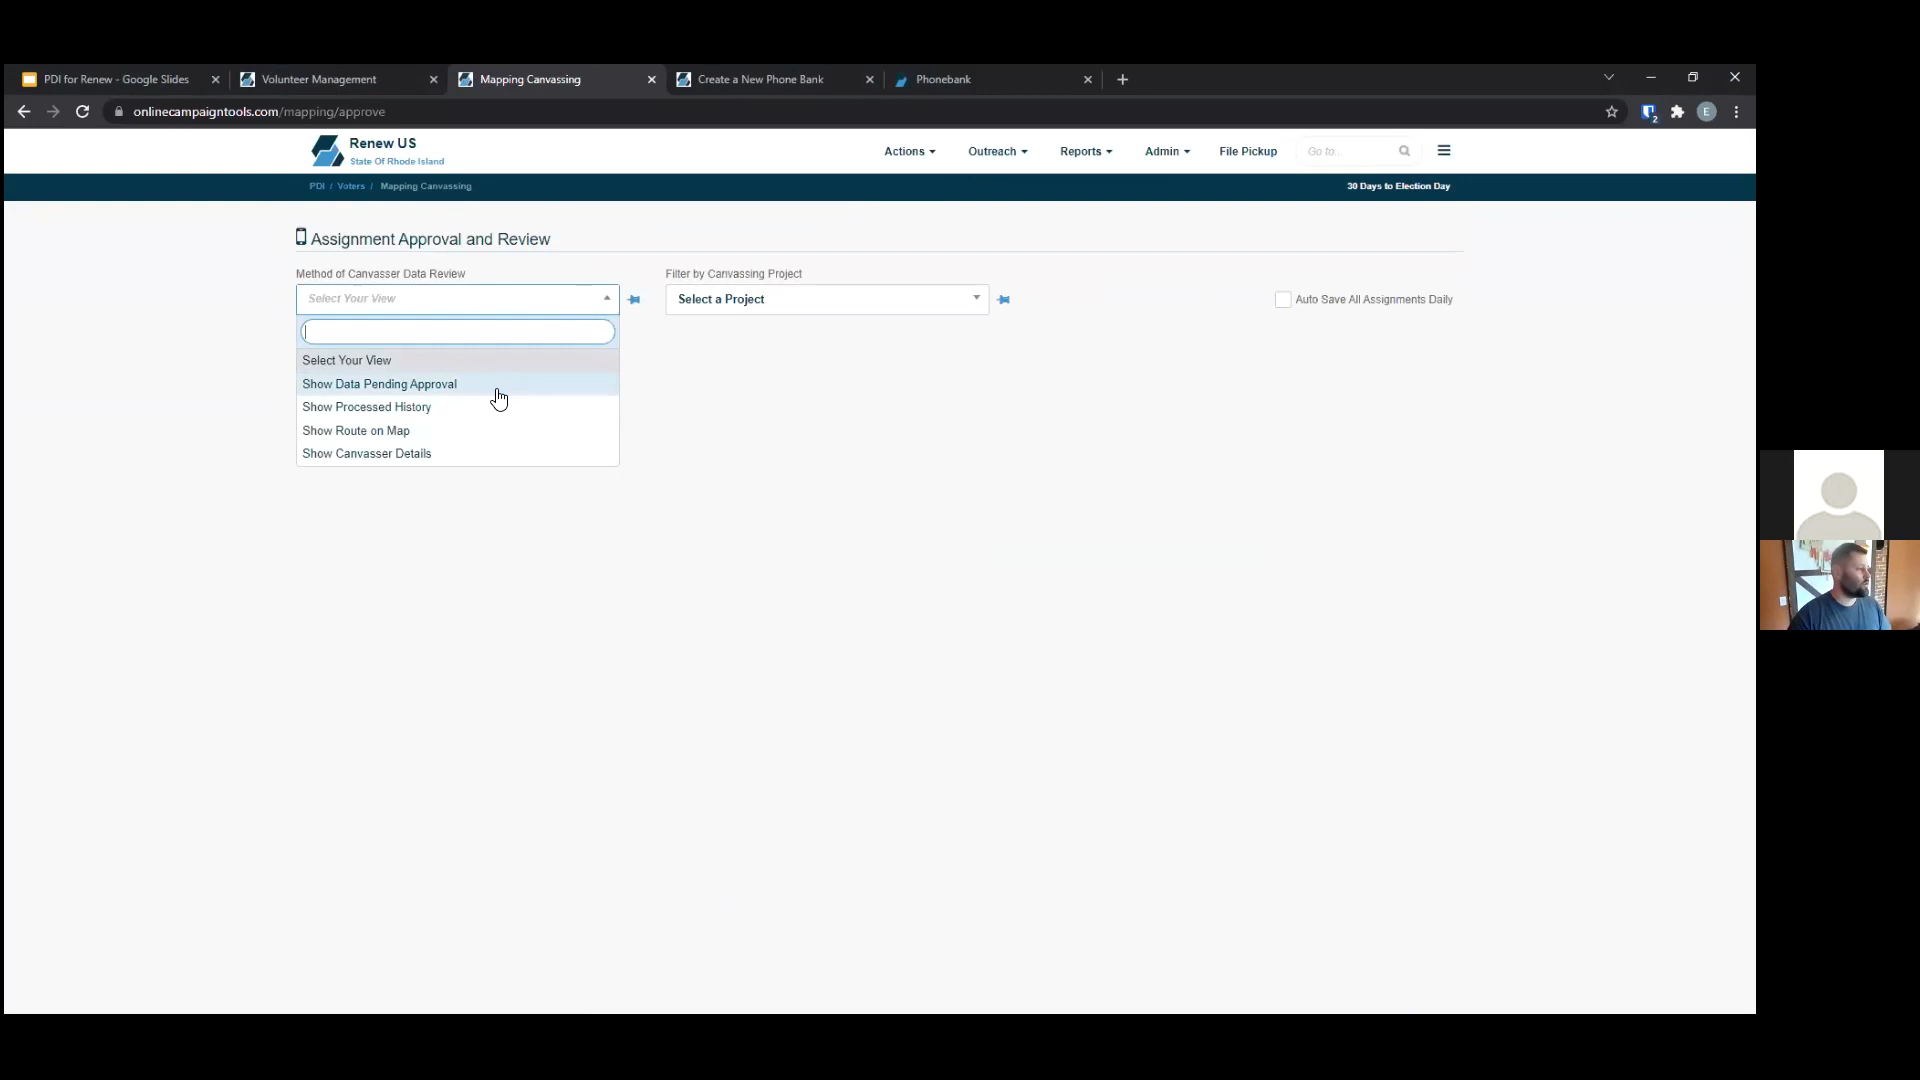 PDI for Renew - Google Slides
Volunteer Management
Mapping Canvassing
Create a New Phone Bank
Phonebank
onlinecampaigntools.com/mapping/approve
2
E
Renew US
State Of Rhode Island
Actions
Outreach
Reports
Admin
File Pickup
Go to...
PDI / Voters / Mapping Canvassing
30 Days to Election Day
Assignment Approval and Review
Method of Canvasser Data Review
Filter by Canvassing Project
Select Your View
Select a Project
Auto Save All Assignments Daily
Select Your View
Show Data Pending Approval
Show Processed History
Show Route on Map
Show Canvasser Details